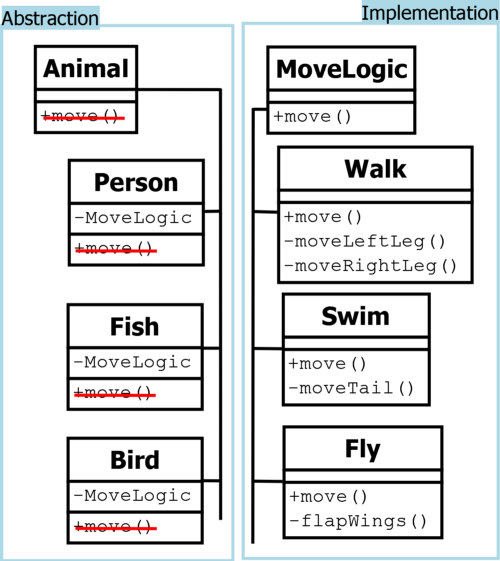 Abstraction
Implementation
Animal
+move()
Person
-MoveLogic
+move()
Fish
-MoveLogic
+move()
Bird
-MoveLogic
+move()
MoveLogic
+move()
Walk
+move()
-moveLeftLeg()
-moveRightLeg()
Swim
+move()
-moveTail()
Fly
+move()
-flapWings()